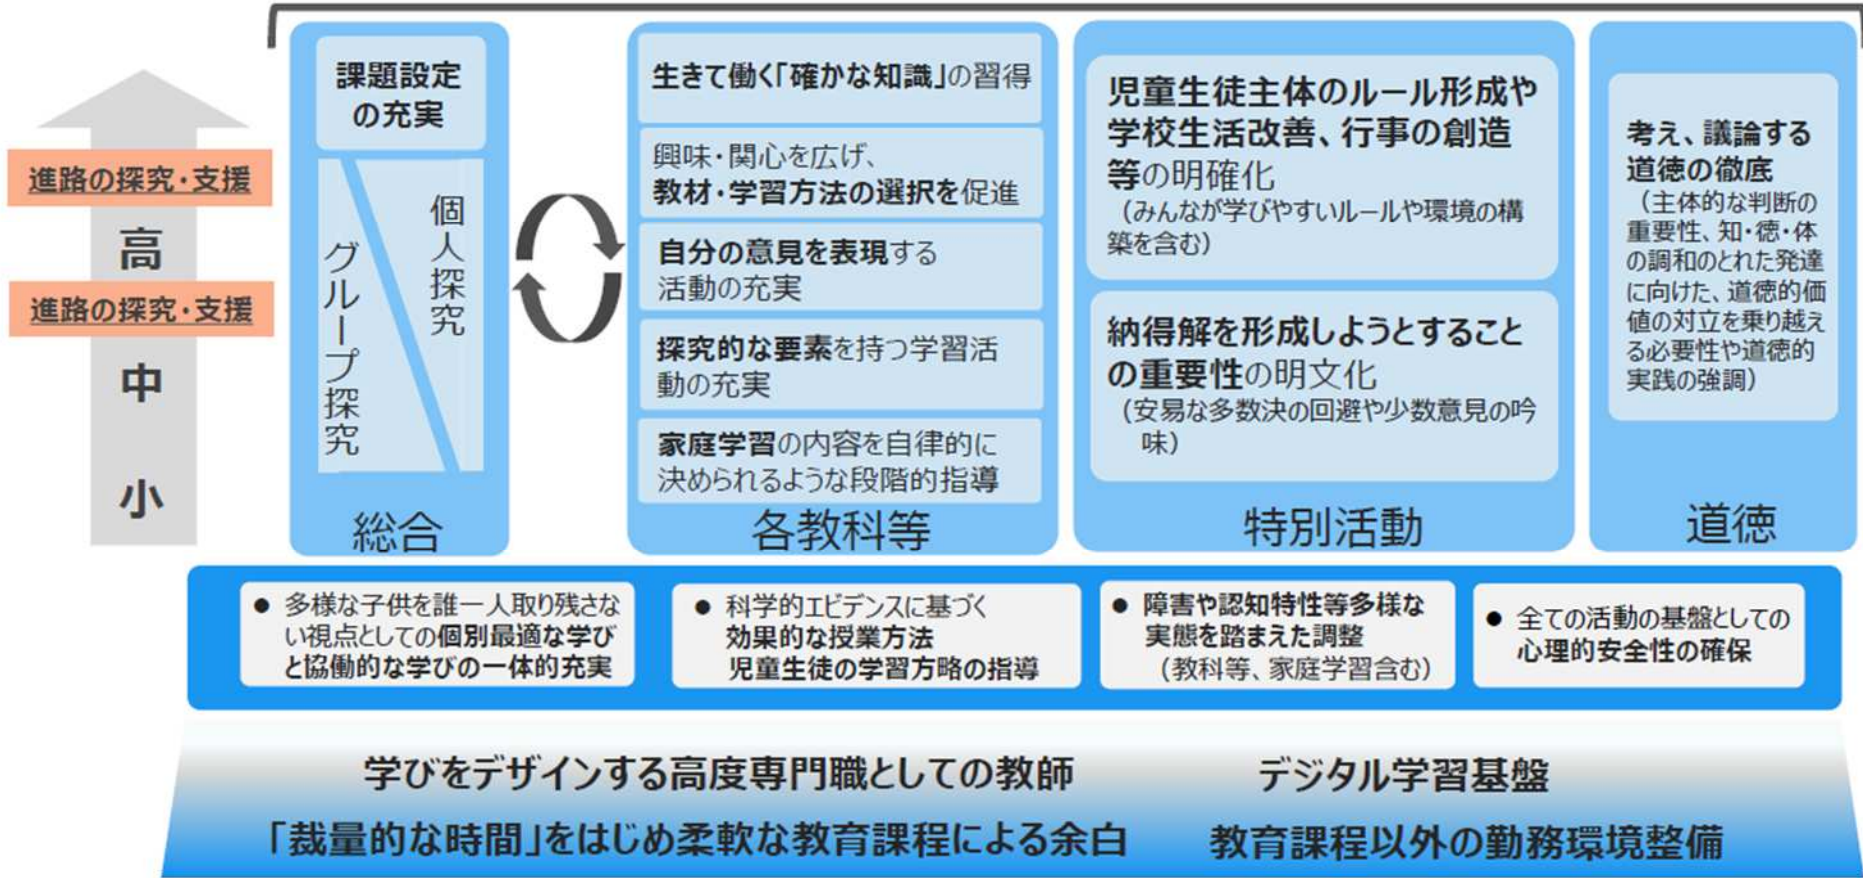 進路の探究・支援
高
進路の探究・支援
中
小
課題設定
の充実
グループ探究
個人探究
総合
生きて働く「確かな知識」の習得
興味・関心を広げ、
教材・学習方法の選択を促進
自分の意見を表現する
活動の充実
探究的な要素を持つ学習活
動の充実
家庭学習の内容を自律的に
決められるような段階的指導
各教科等
児童生徒主体のルール形成や
学校生活改善、行事の創造
等の明確化
（みんなが学びやすいルールや環境の構
築を含む）
納得解を形成しようとすること
の重要性の明文化
（安易な多数決の回避や少数意見の吟
味）
特別活動
考え、議論する
道徳の徹底
（主体的な判断の
重要性、知・徳・体
の調和のとれた発達
に向けた、道徳的価
値の対立を乗り越え
る必要性や道徳的
実践の強調）
道徳
● 多様な子供を誰一人取り残さな
い視点としての個別最適な学び
と協働的な学びの一体的充実
● 科学的エビデンスに基づく
効果的な授業方法
児童生徒の学習方略の指導
● 障害や認知特性等多様な
実態を踏まえた調整
（教科等、家庭学習含む）
● 全ての活動の基盤としての
心理的安全性の確保
学びをデザインする高度専門職としての教師
デジタル学習基盤
「裁量的な時間」をはじめ柔軟な教育課程による余白
教育課程以外の勤務環境整備